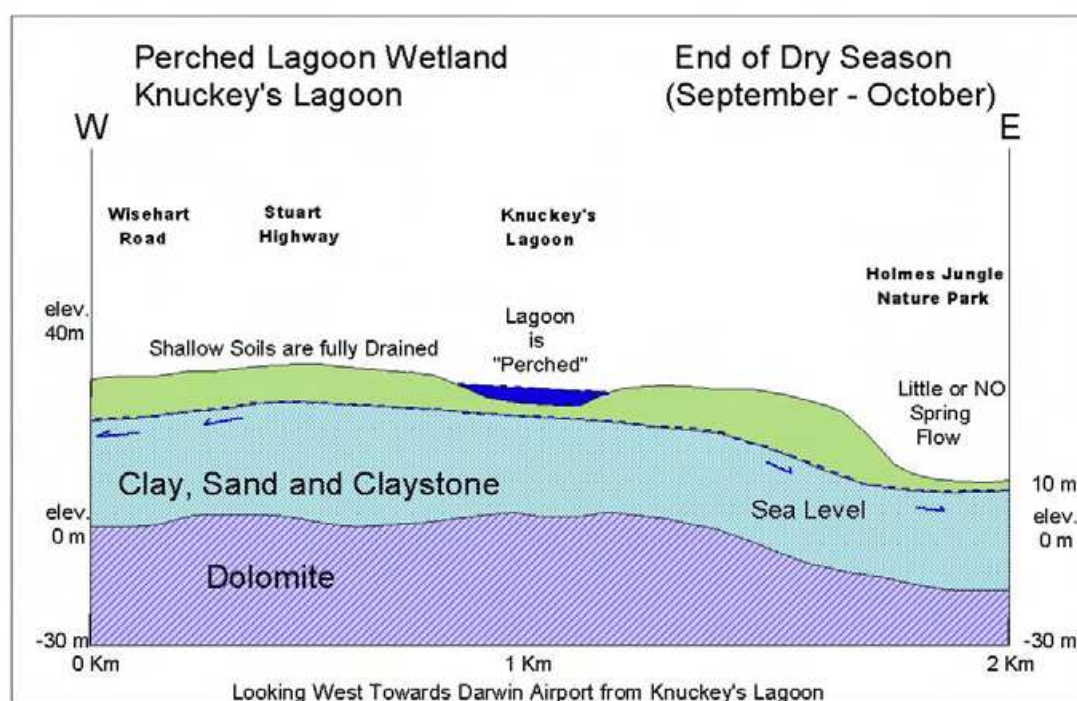 Perched Lagoon Wetland
Knuckey's Lagoon
End of Dry Season
(September - October)
W
E
Wisehart
Road
Stuart
Highway
Knuckey's
Lagoon
Holmes Jungle
Nature Park
elev.
40m
Lagoon
is
"Perched"
Shallow Soils are fully Drained
Little or NO
Spring
Flow
Clay, Sand and Claystone
Sea Level
10 m
elev.
0 m
elev.
0 m
Dolomite
-30 m
-30 m
0 Km
1 Km
2 Km
Looking West Towards Darwin Airport from Knuckey's Lagoon